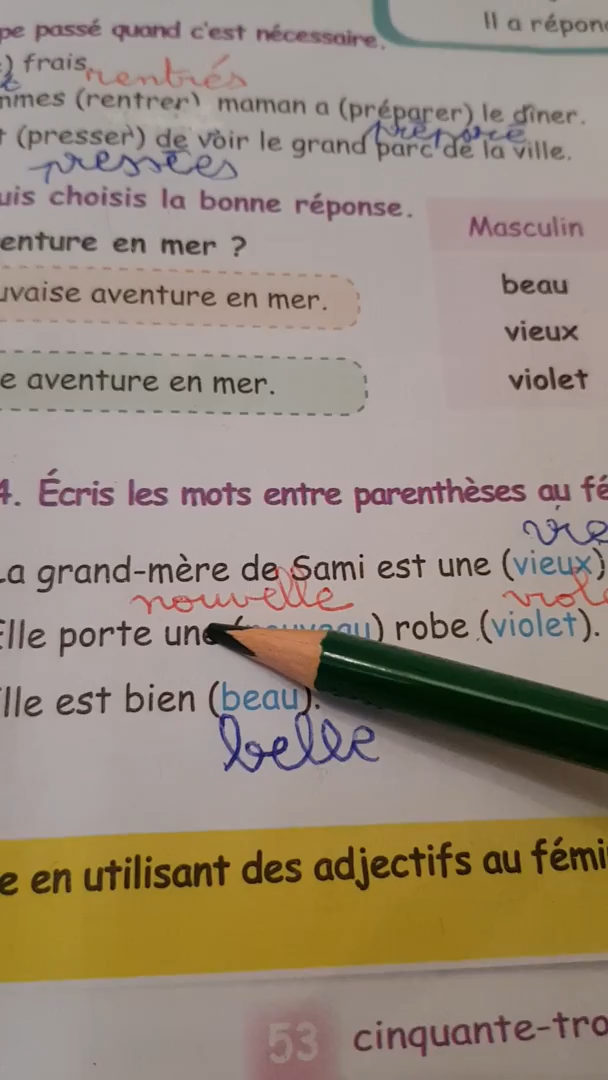 pe passé quand c'est nécessaire.
Il a répon
) frais.
rentrés
mmes (rentrer) maman a (préparer) le dîner.
préparé
t (presser) de voir le grand parc de la ville.
pressées
uis choisis la bonne réponse.
Masculin
enture en mer ?
beau
uvaise aventure en mer.
vieux
e aventure en mer.
violet
4. Écris les mots entre parenthèses au fé
vie
La grand-mère de Sami est une (vieux)
nouvelle viol
Elle porte une (nouveau) robe (violet).
lle est bien (beau).
belle
e en utilisant des adjectifs au fémi
53 cinquante-tro